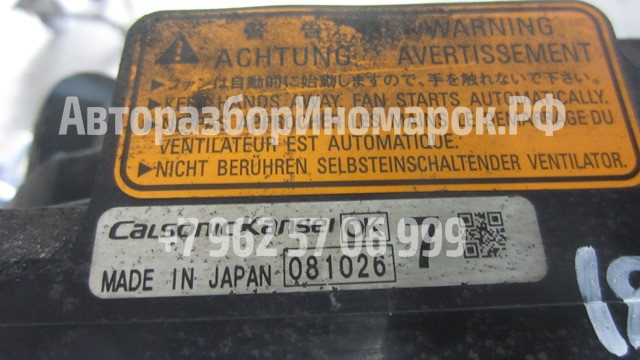 警告 WARNING
ACHTUNG AVERTISSEMENT
▶ファンは自動的に始動しますので、手を触れないで下さい。
▶KEEP HANDS AWAY. FAN STARTS AUTOMATICALLY.
АвторазборИномарок.РФ
VENTILATEUR EST AUTOMATIQUE.
▶NICHT BERÜHREN, SELBSTEINSCHALTENDER VENTILATOR.
Calsonic Kansei OK
+7 962 57 06 999
MADE IN JAPAN 081026